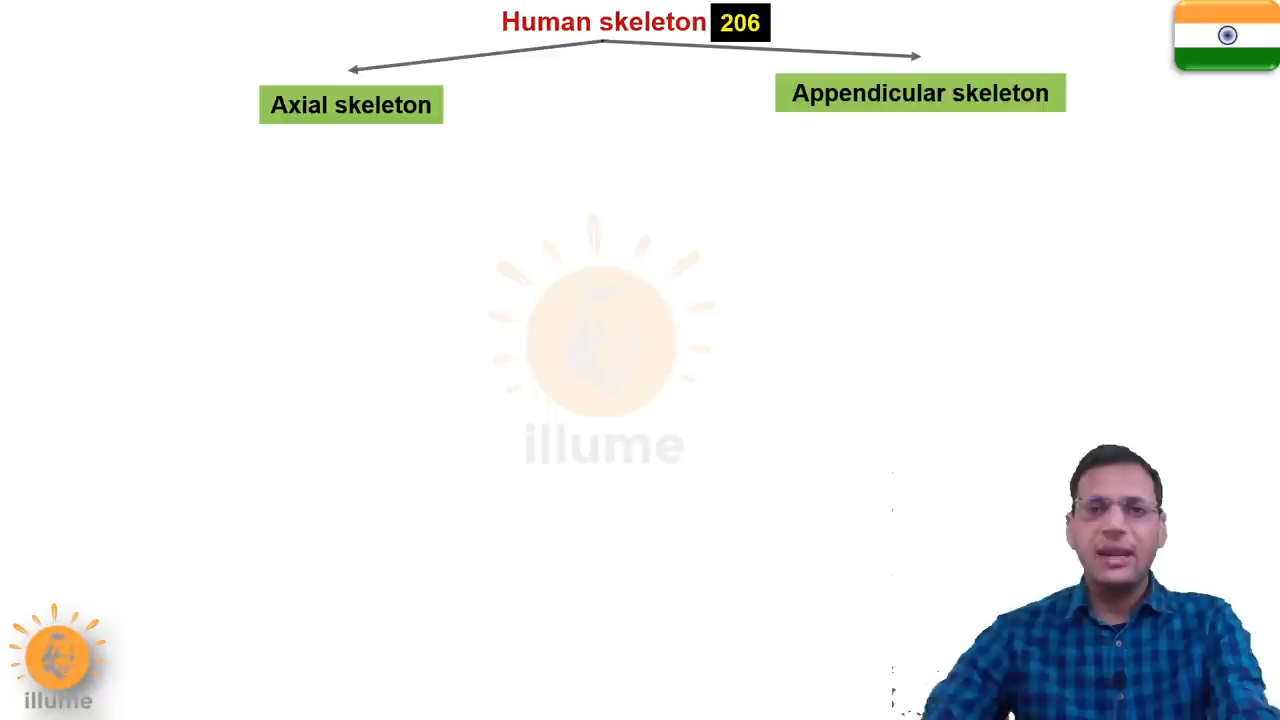 Human skeleton 206
Axial skeleton
Appendicular skeleton
illume
illume